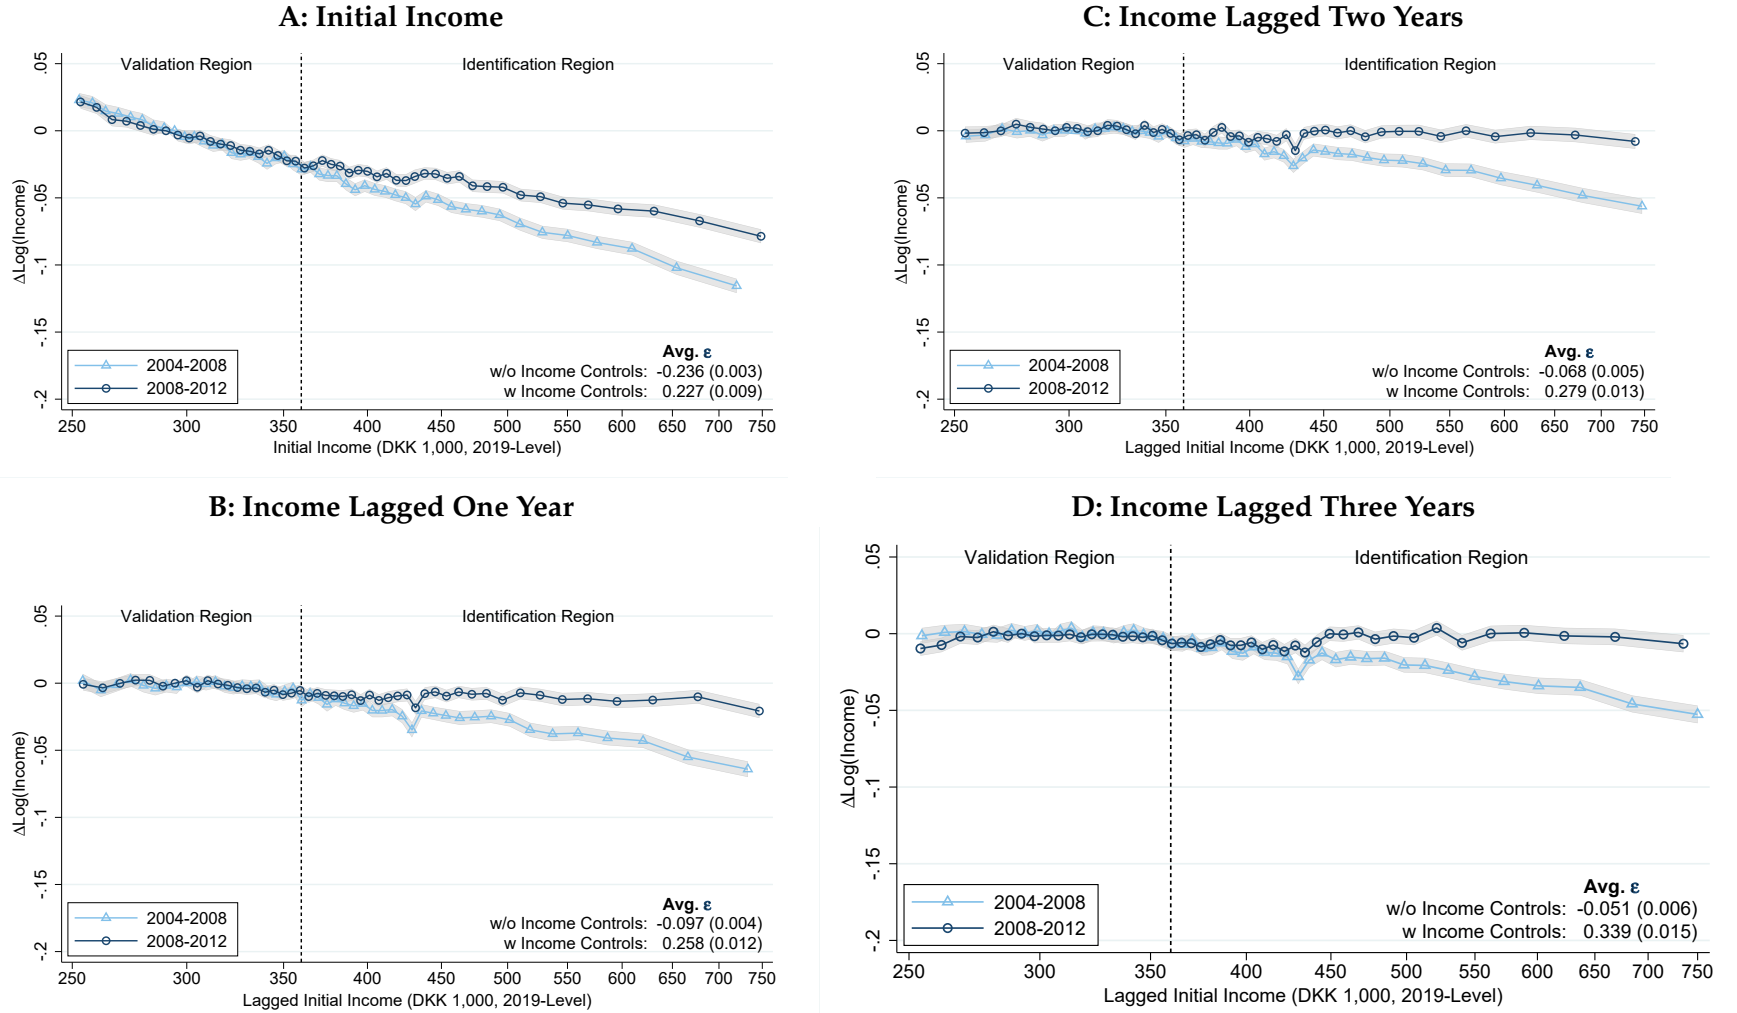 A: Initial Income
Validation Region
Identification Region
.05
0
-.05
-.1
-.15
-.2
ΔLog(Income)
2004-2008
2008-2012
Avg. ε
w/o Income Controls: -0.236 (0.003)
w Income Controls: 0.227 (0.009)
250 300 350 400 450 500 550 600 650 700 750
Initial Income (DKK 1,000, 2019-Level)
C: Income Lagged Two Years
Validation Region
Identification Region
.05
0
-.05
-.1
-.15
-.2
ΔLog(Income)
2004-2008
2008-2012
Avg. ε
w/o Income Controls: -0.068 (0.005)
w Income Controls: 0.279 (0.013)
250 300 350 400 450 500 550 600 650 700 750
Lagged Initial Income (DKK 1,000, 2019-Level)
B: Income Lagged One Year
Validation Region
Identification Region
.05
0
-.05
-.1
-.15
-.2
ΔLog(Income)
2004-2008
2008-2012
Avg. ε
w/o Income Controls: -0.097 (0.004)
w Income Controls: 0.258 (0.012)
250 300 350 400 450 500 550 600 650 700 750
Lagged Initial Income (DKK 1,000, 2019-Level)
D: Income Lagged Three Years
Validation Region
Identification Region
.05
0
-.05
-.1
-.15
-.2
ΔLog(Income)
2004-2008
2008-2012
Avg. ε
w/o Income Controls: -0.051 (0.006)
w Income Controls: 0.339 (0.015)
250 300 350 400 450 500 550 600 650 700 750
Lagged Initial Income (DKK 1,000, 2019-Level)